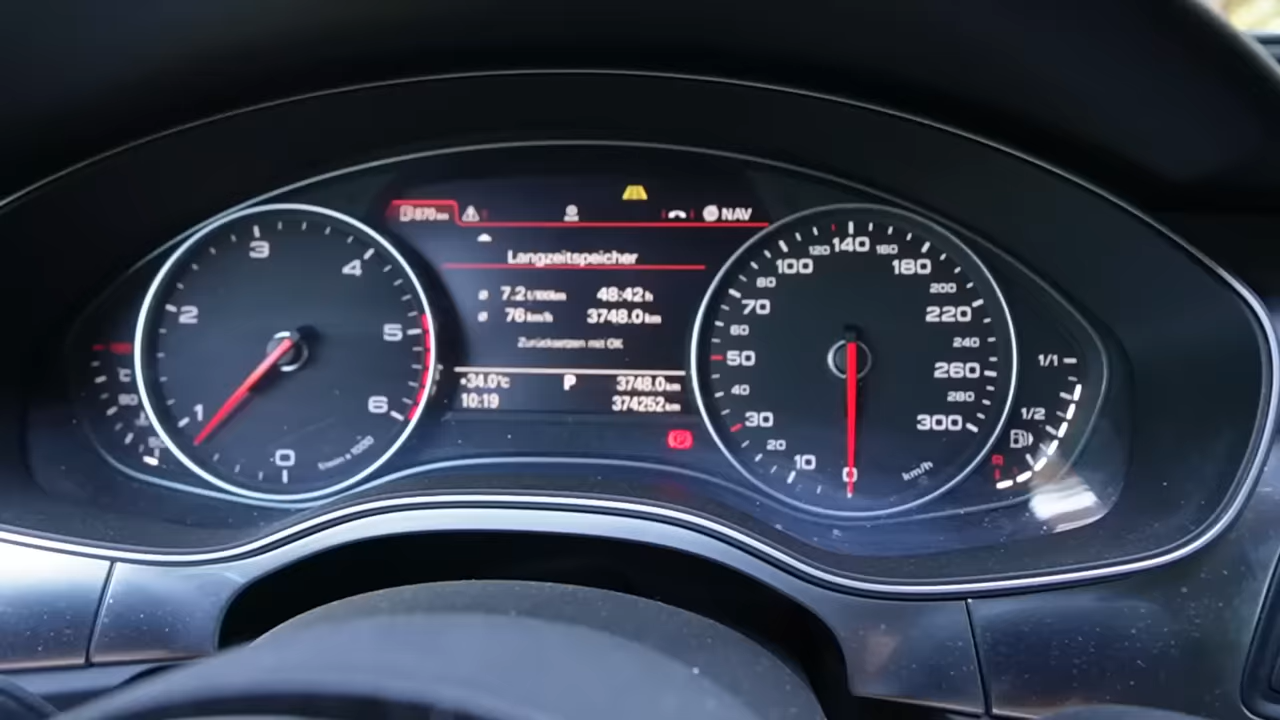 870 km NAV
Langzeitspeicher
ø 7.2 l/100km 48:42 h
ø 76 km/h 3748.0 km
Zurücksetzen mit OK
+34.0°C P 3748.0 km
10:19 374252 km
0 1 2 3 4 5 6
0 10 20 30 40 50 60 70 80 100 120 140 160 180 200 220 240 260 280 300
km/h
1/1
1/2
R